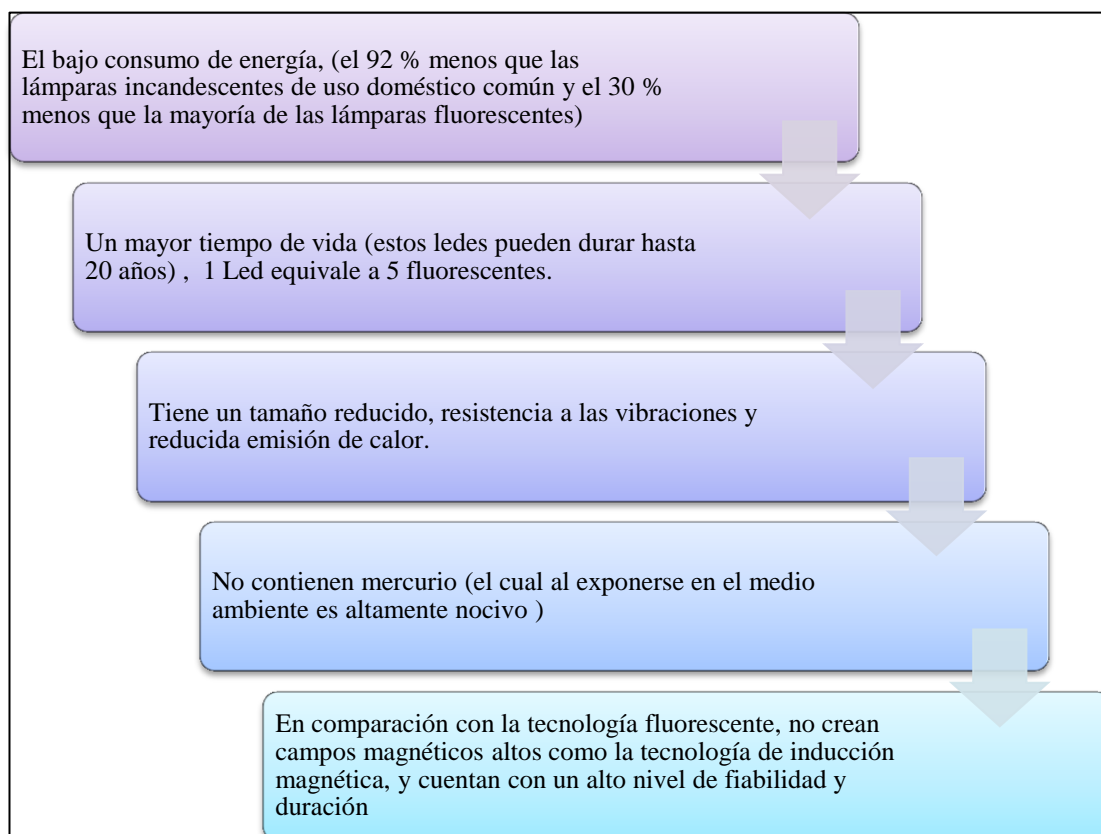 El bajo consumo de energía, (el 92 % menos que las
lámparas incandescentes de uso doméstico común y el 30 %
menos que la mayoría de las lámparas fluorescentes)
Un mayor tiempo de vida (estos ledes pueden durar hasta
20 años) , 1 Led equivale a 5 fluorescentes.
Tiene un tamaño reducido, resistencia a las vibraciones y
reducida emisión de calor.
No contienen mercurio (el cual al exponerse en el medio
ambiente es altamente nocivo )
En comparación con la tecnología fluorescente, no crean
campos magnéticos altos como la tecnología de inducción
magnética, y cuentan con un alto nivel de fiabilidad y
duración